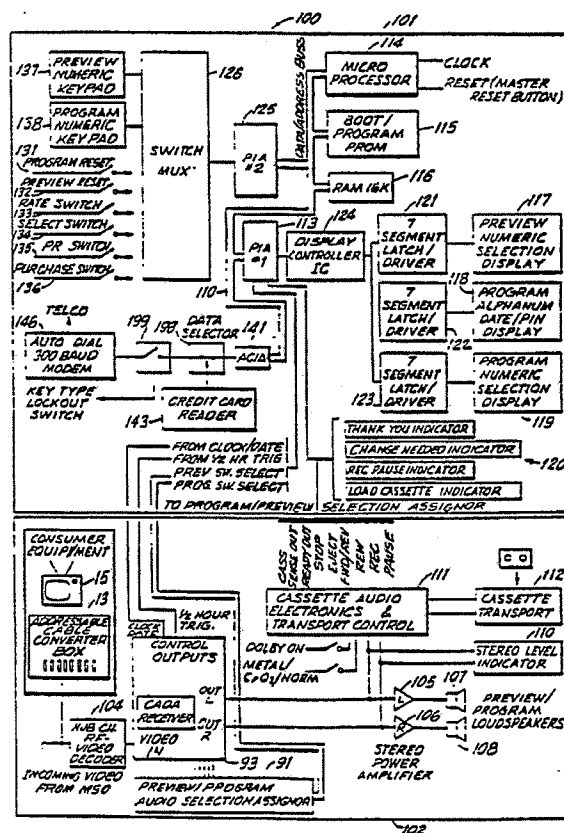 100
101
137
PREVIEW
NUMERIC
KEYPAD
138
PROGRAM
NUMERIC
KEYPAD
131
PROGRAM RESET
PREVIEW RESET
132
RATE SWITCH
133
SELECT SWITCH
134
135
PR SWITCH
PURCHASE SWITCH
136
126
SWITCH
MUX
125
PIA
#2
DATA/ADDRESS BUSS
114
MICRO
PROCESSOR
CLOCK
RESET (MASTER
RESET BUTTON)
BOOT/
PROGRAM
PROM
115
RAM 16K
116
113
PIA
#1
110
124
DISPLAY
CONTROLLER
IC
121
7
SEGMENT
LATCH/
DRIVER
117
PREVIEW
NUMERIC
SELECTION
DISPLAY
7
SEGMENT
LATCH/
DRIVER
122
118
PROGRAM
ALPHANUM
DATE/PIN
DISPLAY
7
SEGMENT
LATCH/
DRIVER
123
PROGRAM
NUMERIC
SELECTION
DISPLAY
119
TELCO
146
AUTO DIAL
300 BAUD
MODEM
199
198
DATA
SELECTOR
141
ACIA
KEY TYPE
LOCKOUT
SWITCH
CREDIT CARD
READER
143
THANK YOU INDICATOR
CHANGE NEEDED INDICATOR
REC PAUSE INDICATOR
LOAD CASSETTE INDICATOR
120
FROM CLOCK/DATE
FROM 1/2 HR TRIG
PREV SW. SELECT
PROG. SW. SELECT
TO PROGRAM/PREVIEW SELECTION ASSIGNOR
CONSUMER
EQUIPMENT
15
13
ADDRESSABLE
CABLE
CONVERTER
BOX
104
RF-
VIDEO
DECODER
INCOMING VIDEO
FROM MSO
CLOCK
DATE
1/2 HOUR
TRIG.
CONTROL
OUTPUTS
OUT
L
CADA
RECEIVER
OUT
R
VIDEO
14
93
91
PREVIEW/PROGRAM
AUDIO SELECTION ASSIGNOR
CASS
SENSE OUT
READY OUT
STOP
EJECT
FWD/REV
REW
REC
PAUSE
111
CASSETTE AUDIO
ELECTRONICS &
TRANSPORT CONTROL
112
CASSETTE
TRANSPORT
110
STEREO LEVEL
INDICATOR
DOLBY ON
METAL/
CrO2/NORM
105
106
107
108
PREVIEW/
PROGRAM
LOUDSPEAKERS
STEREO
POWER
AMPLIFIER
102